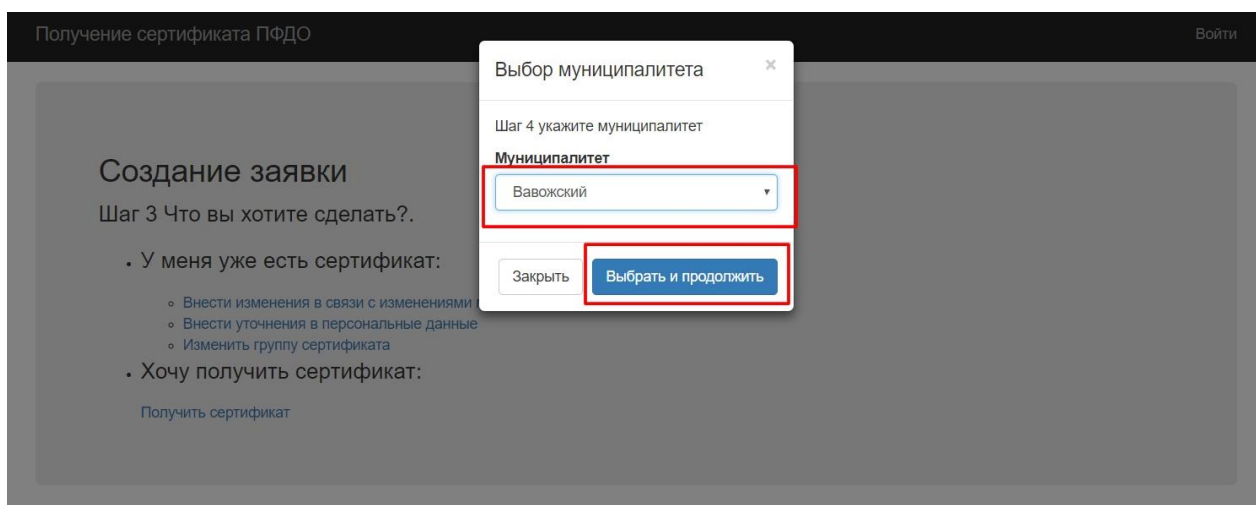 Получение сертификата ПФДО
Войти
Выбор муниципалитета
×
Шаг 4 укажите муниципалитет
Муниципалитет
Вавожский
Закрыть
Выбрать и продолжить
Создание заявки
Шаг 3 Что вы хотите сделать?.
У меня уже есть сертификат:
Внести изменения в связи с изменениями
Внести уточнения в персональные данные
Изменить группу сертификата
Хочу получить сертификат:
Получить сертификат